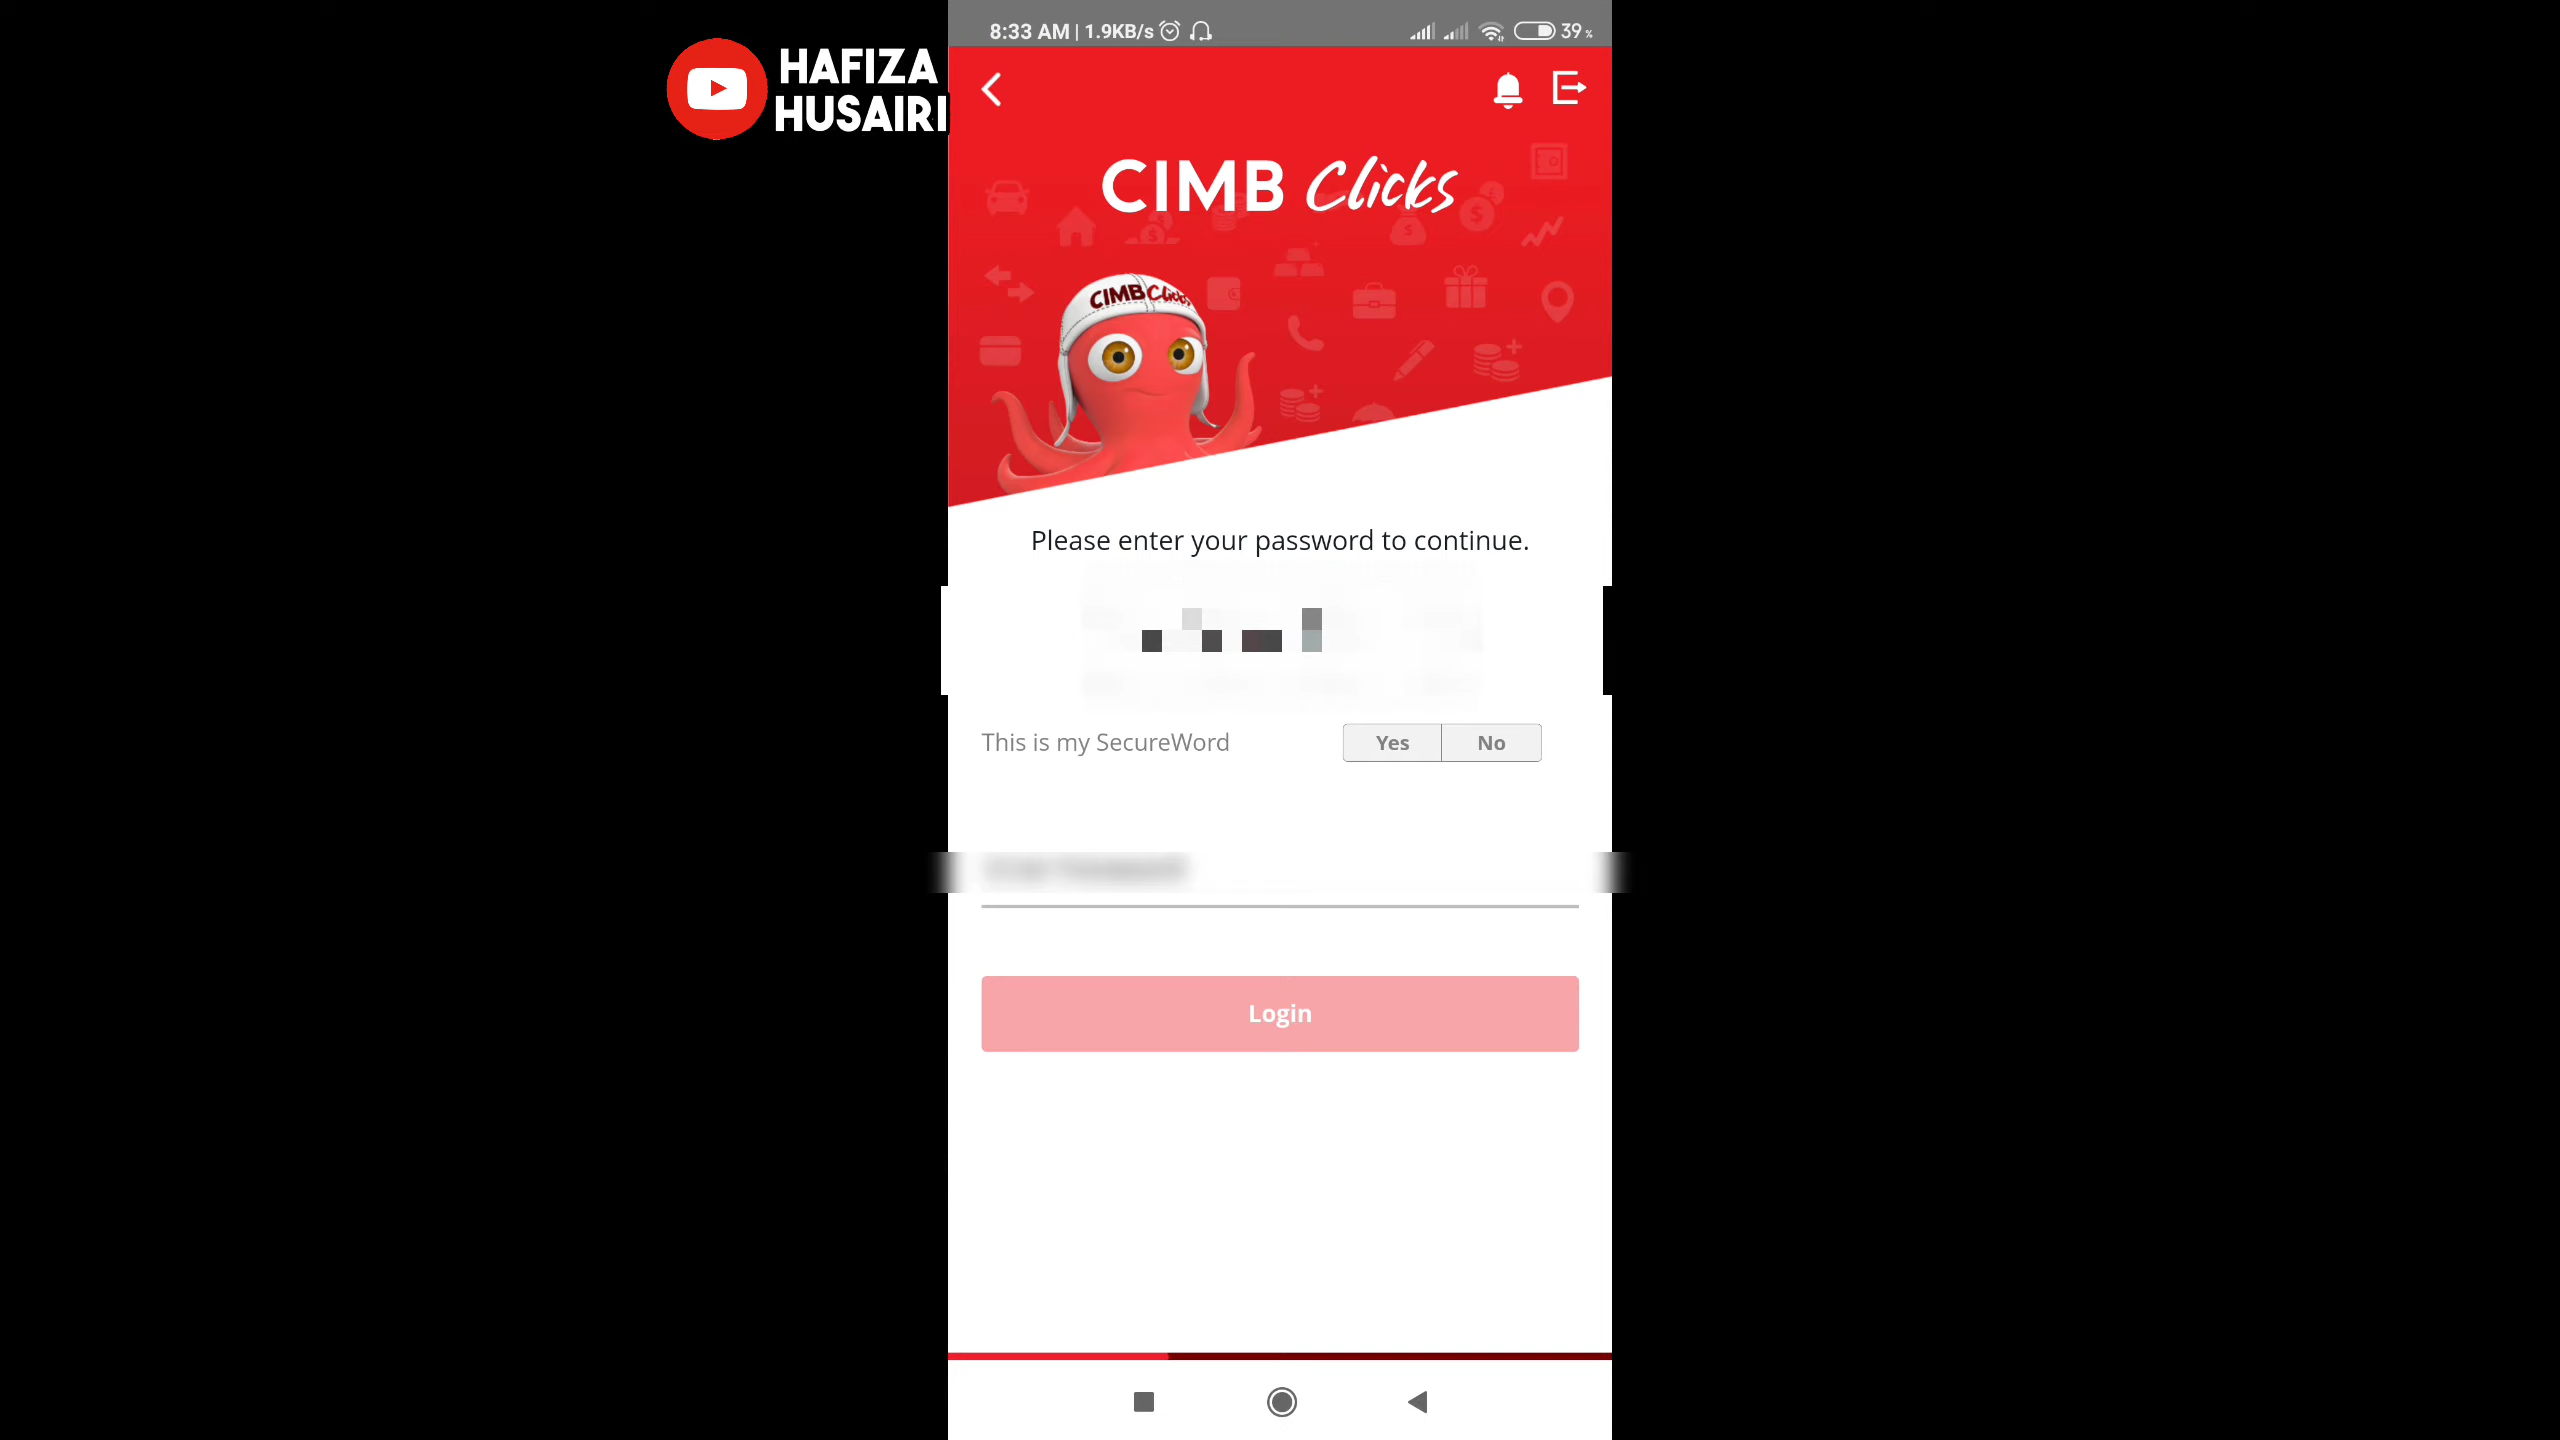 HAFIZA
HUSAIRI
8:33 AM | 1.9KB/s
39%
CIMB Clicks
CIMB Clicks
Please enter your password to continue.
This is my SecureWord
Yes
No
Login